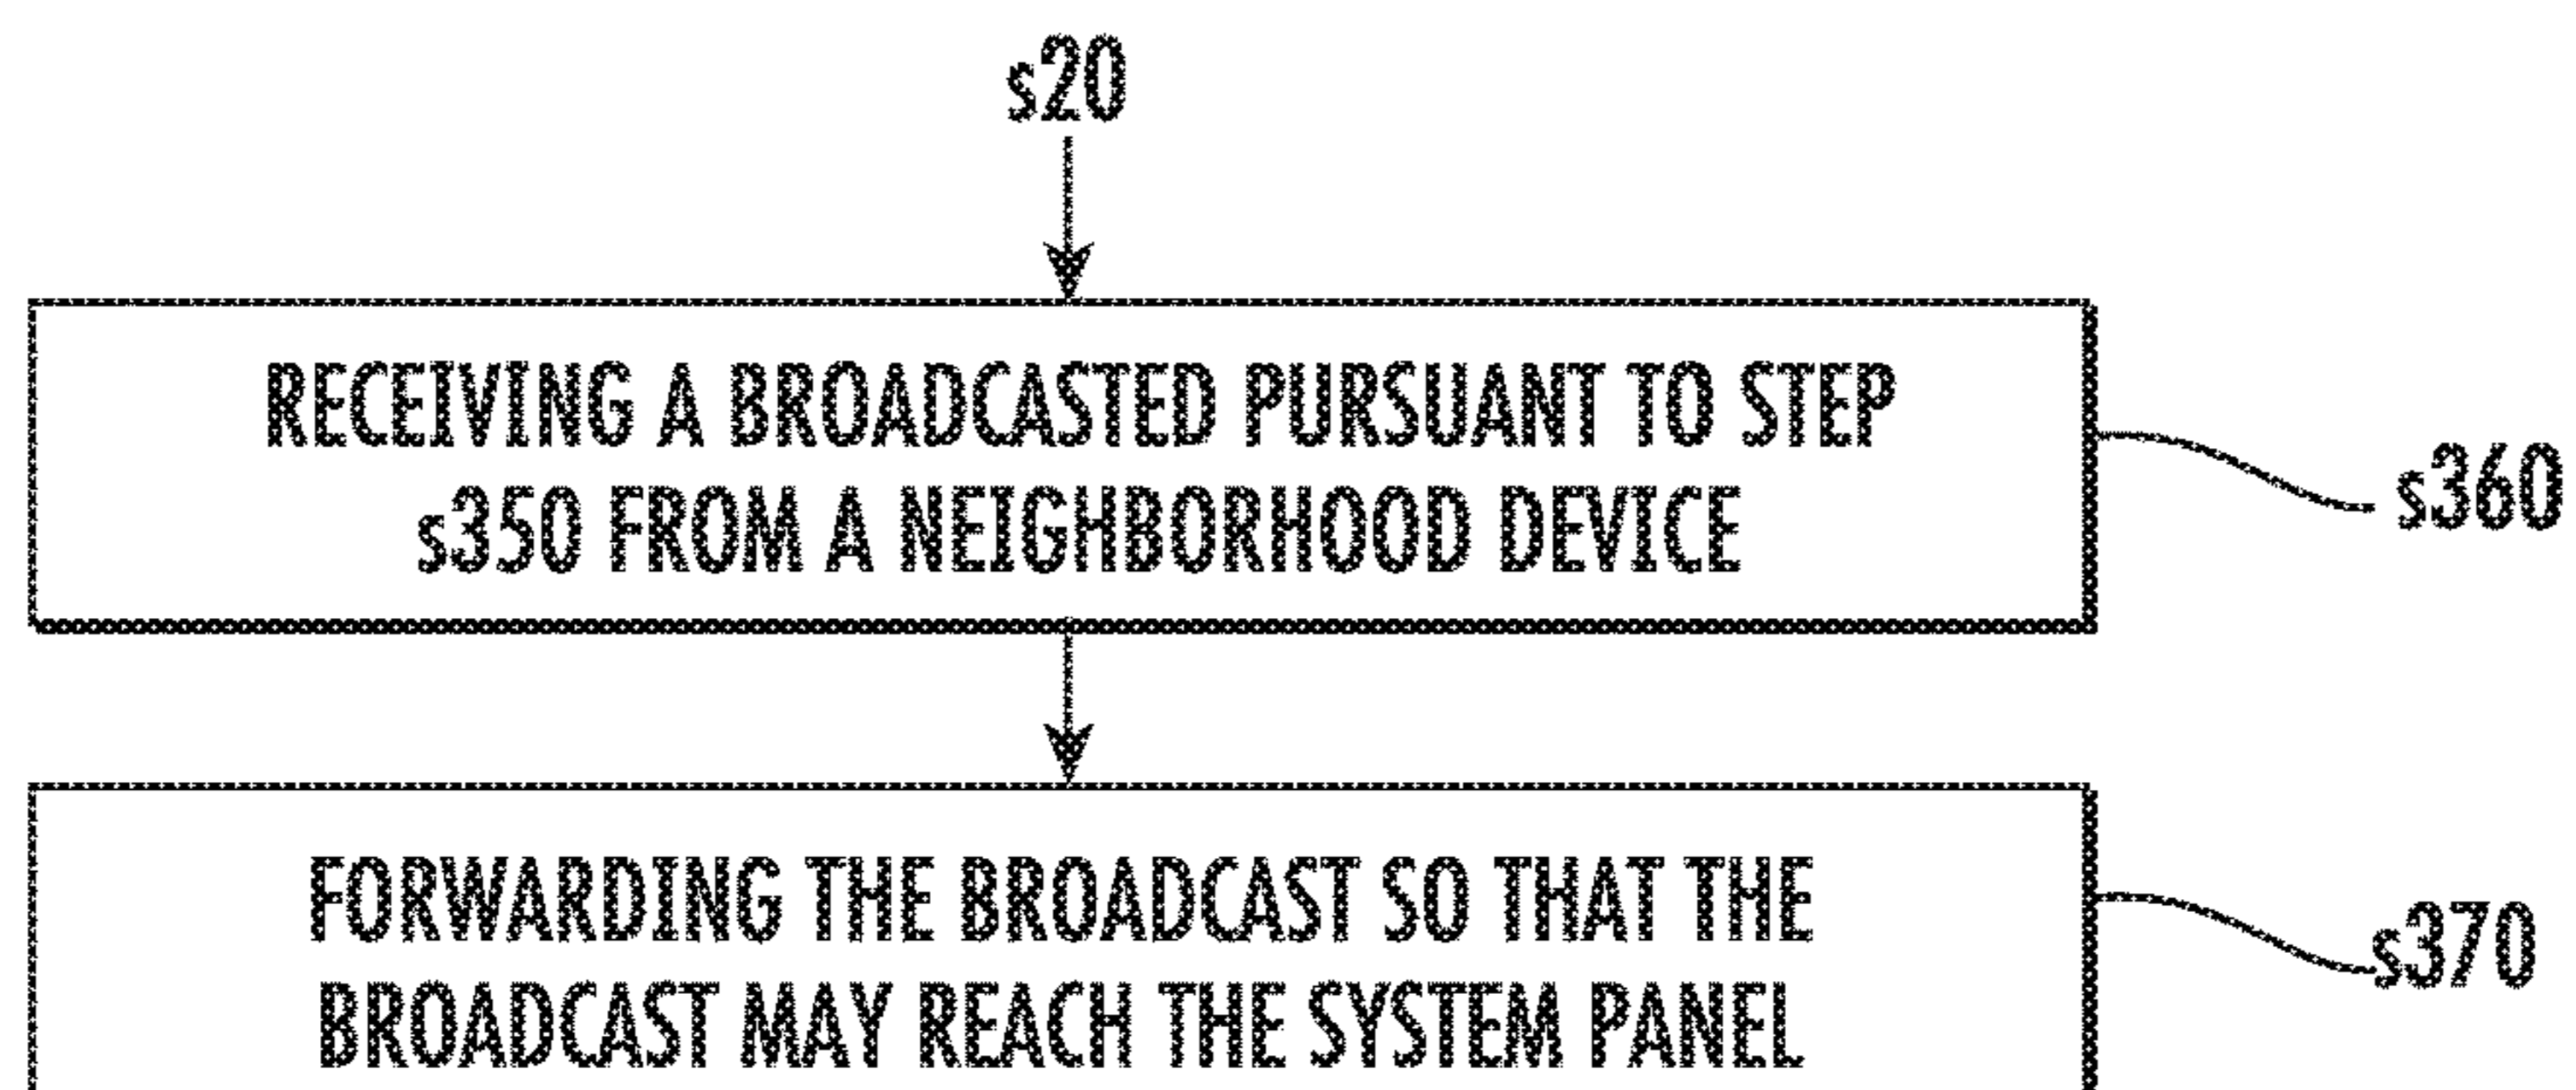 s20
RECEIVING A BROADCASTED PURSUANT TO STEP
s350 FROM A NEIGHBORHOOD DEVICE
s360
FORWARDING THE BROADCAST SO THAT THE
BROADCAST MAY REACH THE SYSTEM PANEL
s370